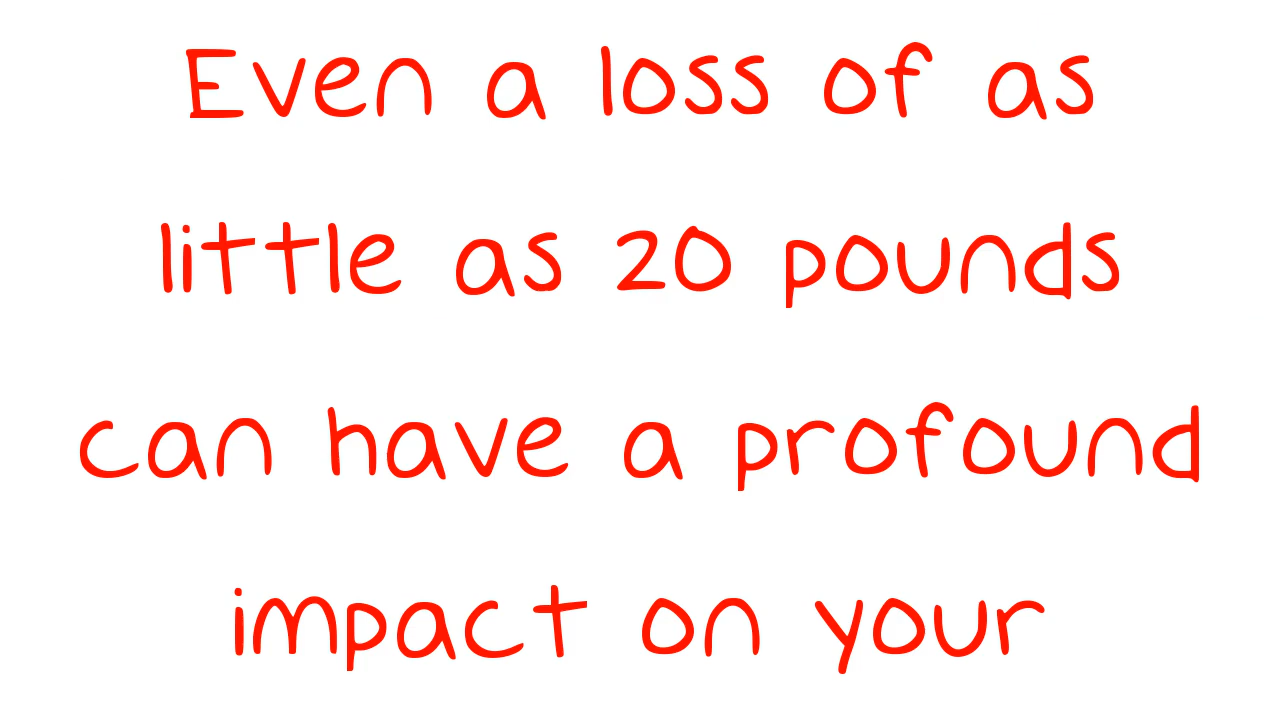 Even a loss of as
little as 20 pounds
can have a profound
impact on your